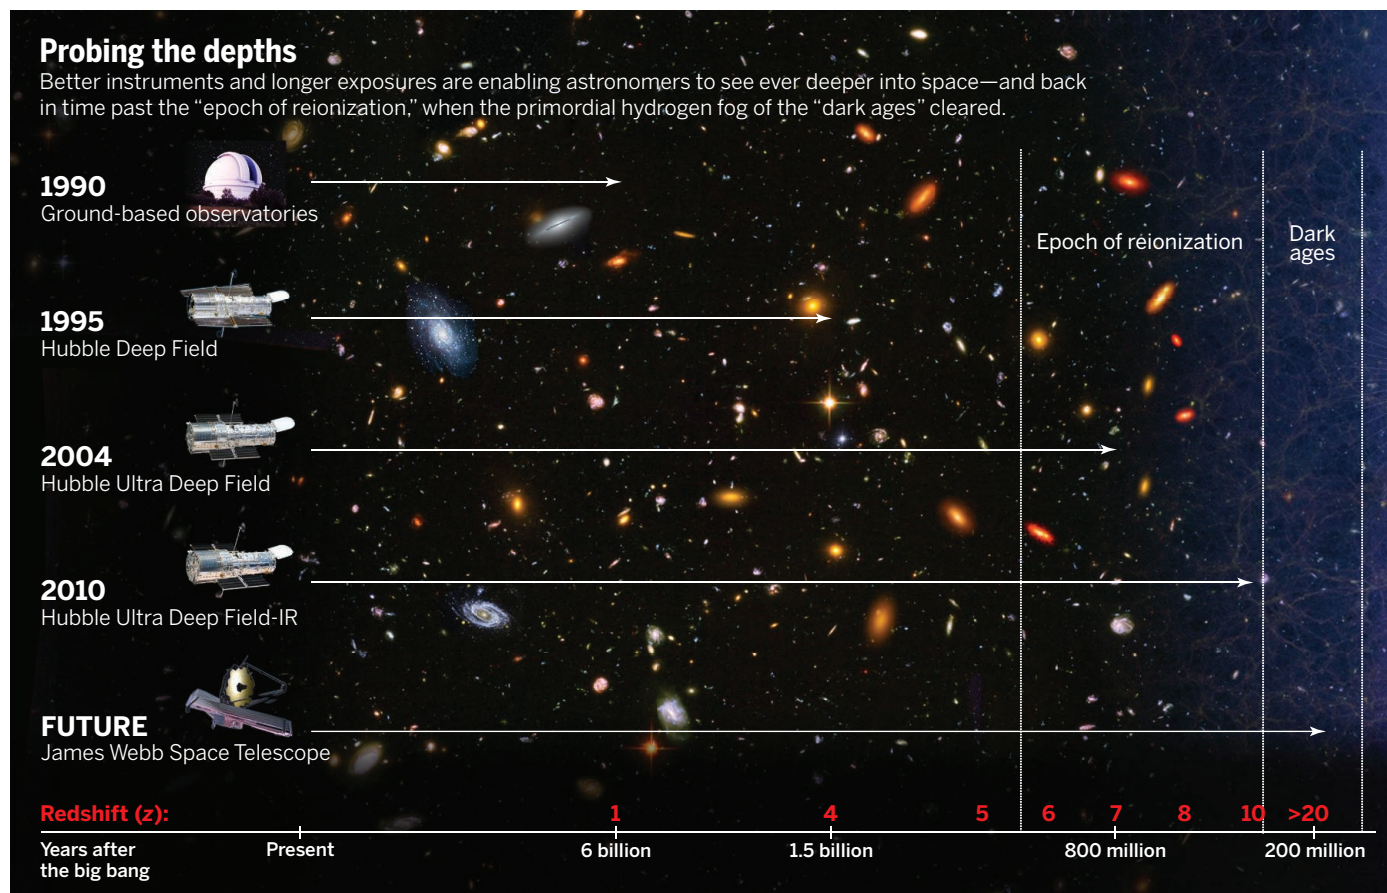 Probing the depths
Better instruments and longer exposures are enabling astronomers to see ever deeper into space—and back
in time past the “epoch of reionization,” when the primordial hydrogen fog of the “dark ages” cleared.
1990
Ground-based observatories
Epoch of reionization
Dark
ages
1995
Hubble Deep Field
2004
Hubble Ultra Deep Field
2010
Hubble Ultra Deep Field-IR
FUTURE
James Webb Space Telescope
Redshift (z): 1 4 5 6 7 8 10 >20
Years after
the big bang
Present 6 billion 1.5 billion 800 million 200 million